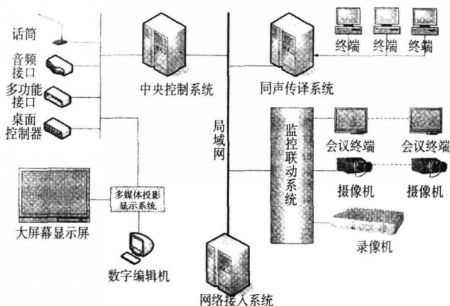 话筒
音频
接口
多功能
接口
桌面
控制器
中央控制系统
同声传译系统
终端 终端 终端
局域网
监控联动系统
会议终端 会议终端
摄像机 摄像机
录像机
大屏幕显示屏
多媒体投影
显示系统
数字编辑机
网络接入系统